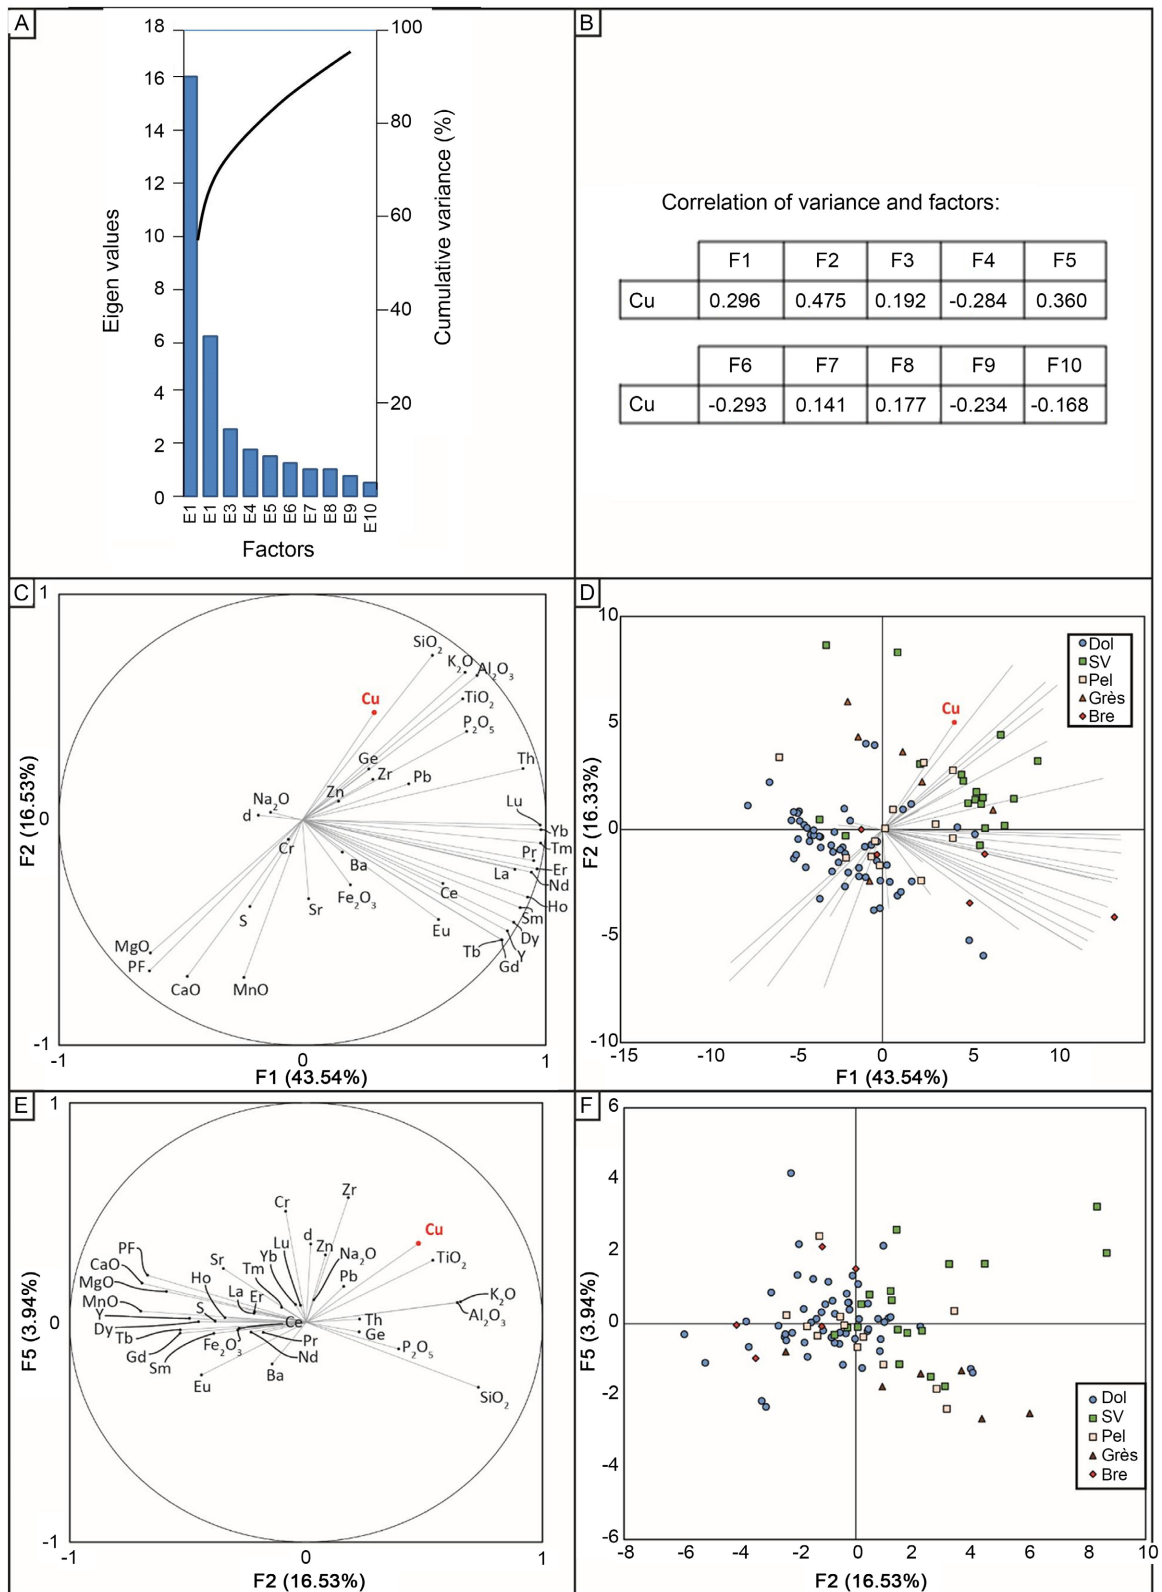 A
18
16
14
12
10
8
6
4
2
0
Eigen values
100
80
60
40
20
Cumulative variance (%)
E1 E1 E3 E4 E5 E6 E7 E8 E9 E10
Factors
B
Correlation of variance and factors:
F1 F2 F3 F4 F5
Cu 0.296 0.475 0.192 -0.284 0.360
F6 F7 F8 F9 F10
Cu -0.293 0.141 0.177 -0.234 -0.168
C
1
0
-1
F2 (16.53%)
SiO2
K2O
Al2O3
Cu
TiO2
P2O5
Ge
Zr
Pb
Th
Zn
Na2O
d
Cr
Lu
Yb
Tm
Pr
Er
La
Nd
Ho
Ba
Ce
Fe2O3
Sr
S
Sm
Eu
Dy
Y
Tb
Gd
MgO
PF
CaO
MnO
-1 0 1
F1 (43.54%)
D
10
5
0
-5
-10
F2 (16.33%)
Cu
Dol
SV
Pel
Grès
Bre
-15 -10 -5 0 5 10
F1 (43.54%)
E
1
0
-1
F5 (3.94%)
Zr
Cr
Cu
d
Lu
Zn
Yb
Na2O
TiO2
Tm
Pb
Sr
PF
CaO
MgO
Ho
La Er
MnO
S
K2O
Al2O3
Y
Dy
Tb
Ce
Th
Ge
P2O5
Gd
Sm
Fe2O3
Pr
Nd
Eu
Ba
SiO2
-1 0 1
F2 (16.53%)
F
6
4
2
0
-2
-4
-6
F5 (3.94%)
Dol
SV
Pel
Grès
Bre
-8 -6 -4 -2 0 2 4 6 8 10
F2 (16.53%)